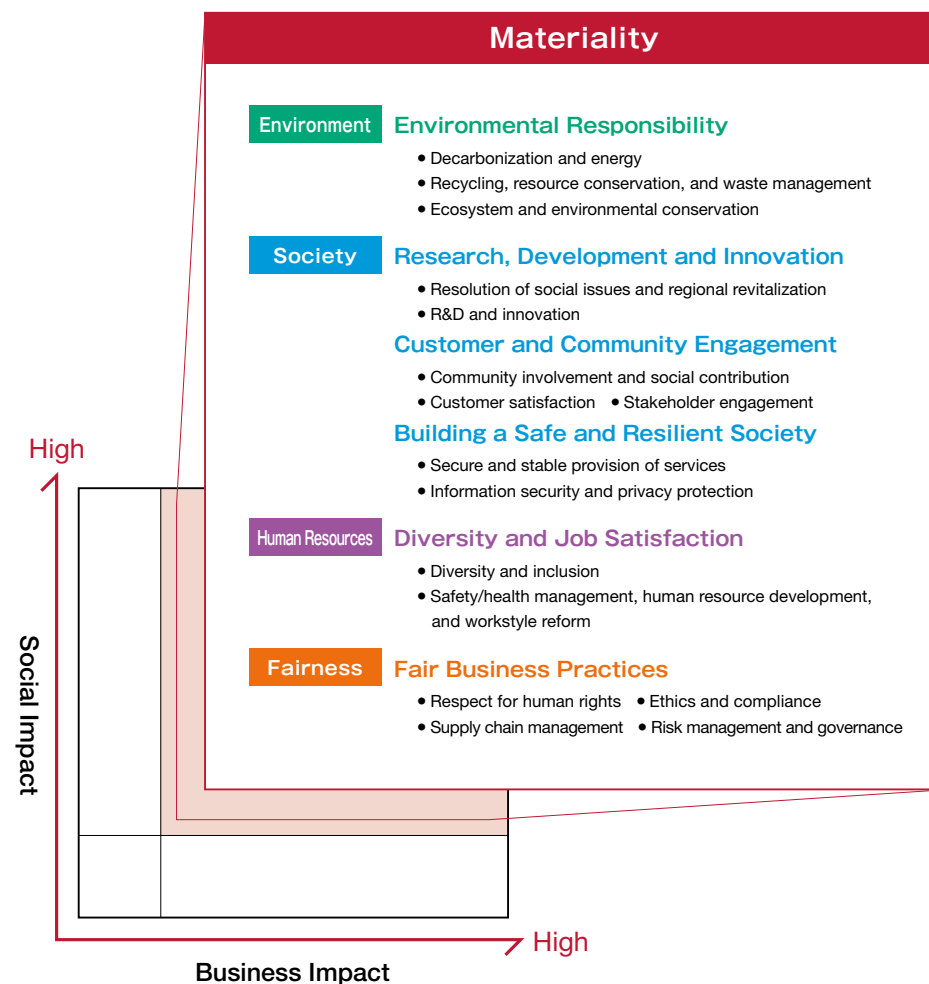 Materiality
Environment
Environmental Responsibility
• Decarbonization and energy
• Recycling, resource conservation, and waste management
• Ecosystem and environmental conservation
Society
Research, Development and Innovation
• Resolution of social issues and regional revitalization
• R&D and innovation
Customer and Community Engagement
• Community involvement and social contribution
• Customer satisfaction • Stakeholder engagement
Building a Safe and Resilient Society
• Secure and stable provision of services
• Information security and privacy protection
Human Resources
Diversity and Job Satisfaction
• Diversity and inclusion
• Safety/health management, human resource development,
and workstyle reform
Fairness
Fair Business Practices
• Respect for human rights • Ethics and compliance
• Supply chain management • Risk management and governance
High
Social Impact
High
Business Impact